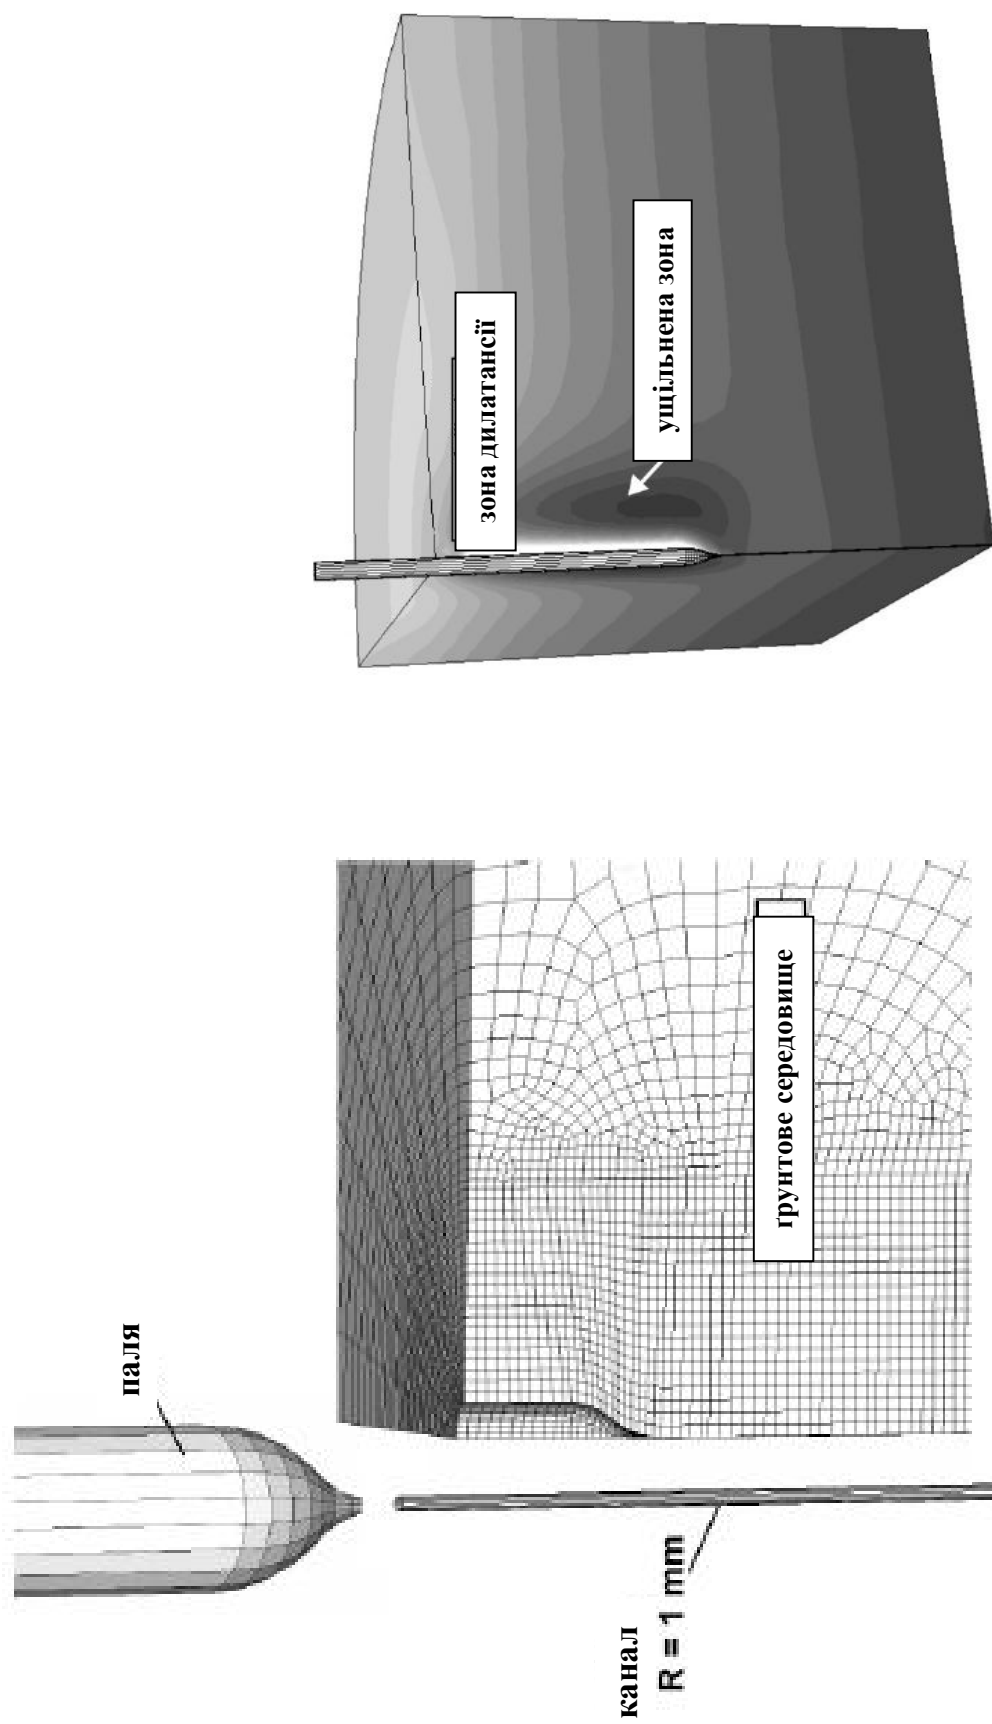 паля
канал
R = 1 mm
ґрунтове середовище
зона дилатансії
ущільнена зона